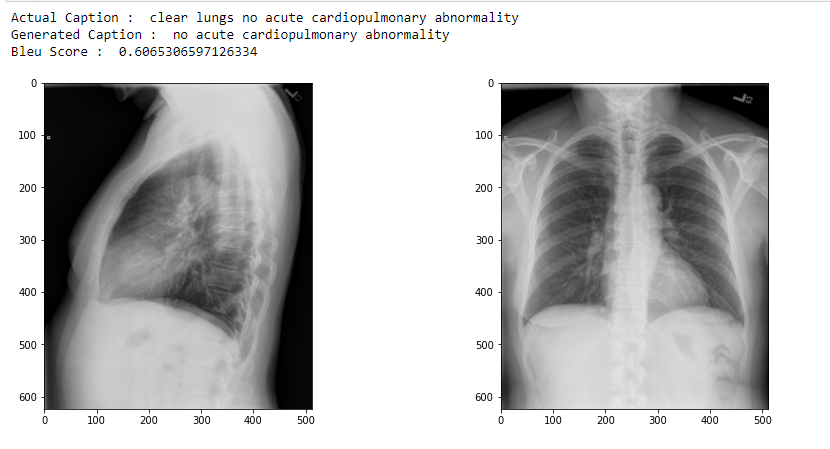 Actual Caption :  clear lungs no acute cardiopulmonary abnormality
Generated Caption :  no acute cardiopulmonary abnormality
Bleu Score :  0.6065306597126334
0
100
200
300
400
500
600
0 100 200 300 400 500
L
0
100
200
300
400
500
600
0 100 200 300 400 500
L